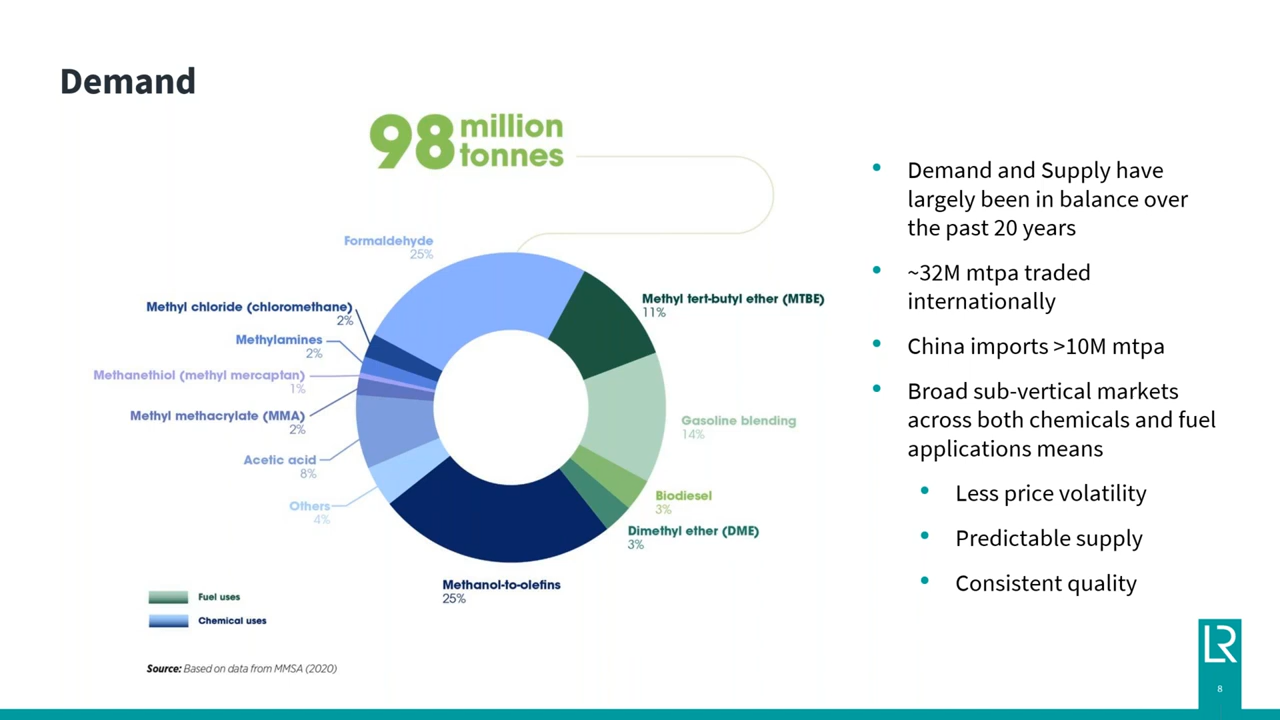 Demand
98 million
tonnes
Formaldehyde
25%
Methyl chloride (chloromethane)
2%
Methylamines
2%
Methanethiol (methyl mercaptan)
1%
Methyl methacrylate (MMA)
2%
Acetic acid
8%
Others
4%
Methyl tert-butyl ether (MTBE)
11%
Gasoline blending
14%
Biodiesel
3%
Dimethyl ether (DME)
3%
Methanol-to-olefins
25%
Fuel uses
Chemical uses
Source: Based on data from MMSA (2020)
• Demand and Supply have
largely been in balance over
the past 20 years
• ~32M mtpa traded
internationally
• China imports >10M mtpa
• Broad sub-vertical markets
across both chemicals and fuel
applications means
• Less price volatility
• Predictable supply
• Consistent quality
LR
8